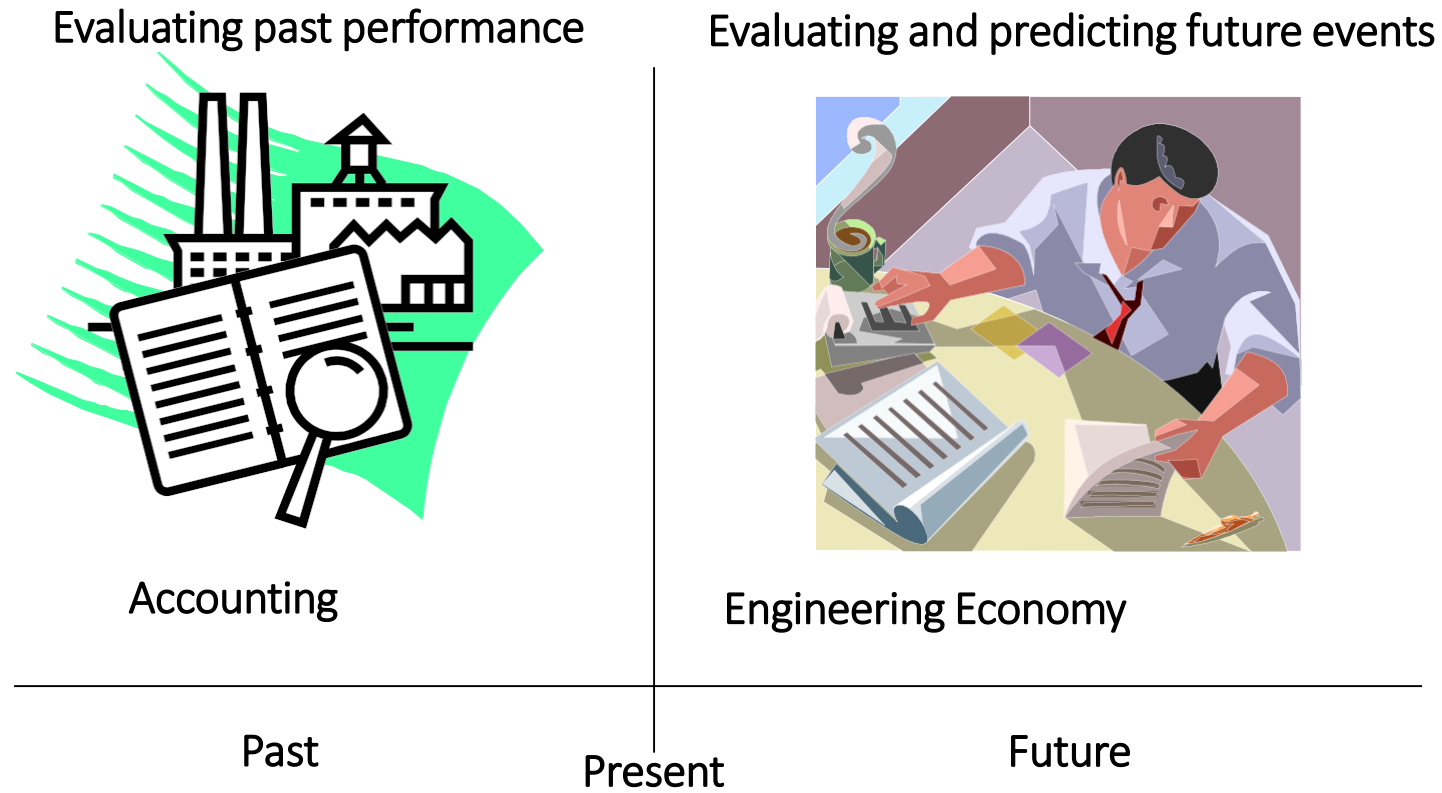 Evaluating past performance
Evaluating and predicting future events
Accounting
Engineering Economy
Past
Present
Future